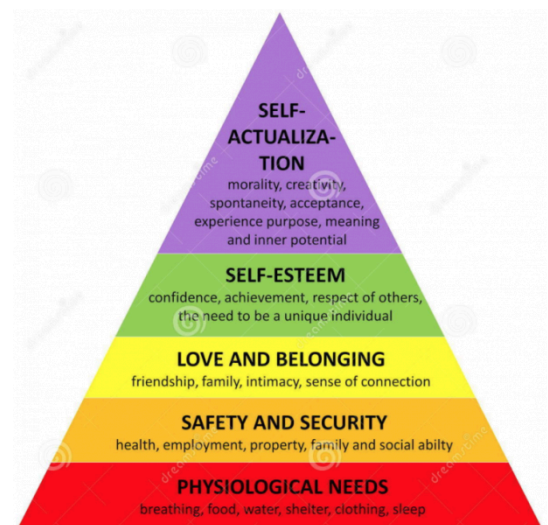 SELF-
ACTUALIZA-
TION
morality, creativity,
spontaneity, acceptance,
experience purpose, meaning
and inner potential
SELF-ESTEEM
confidence, achievement, respect of others,
the need to be a unique individual
LOVE AND BELONGING
friendship, family, intimacy, sense of connection
SAFETY AND SECURITY
health, employment, property, family and social abilty
PHYSIOLOGICAL NEEDS
breathing, food, water, shelter, clothing, sleep